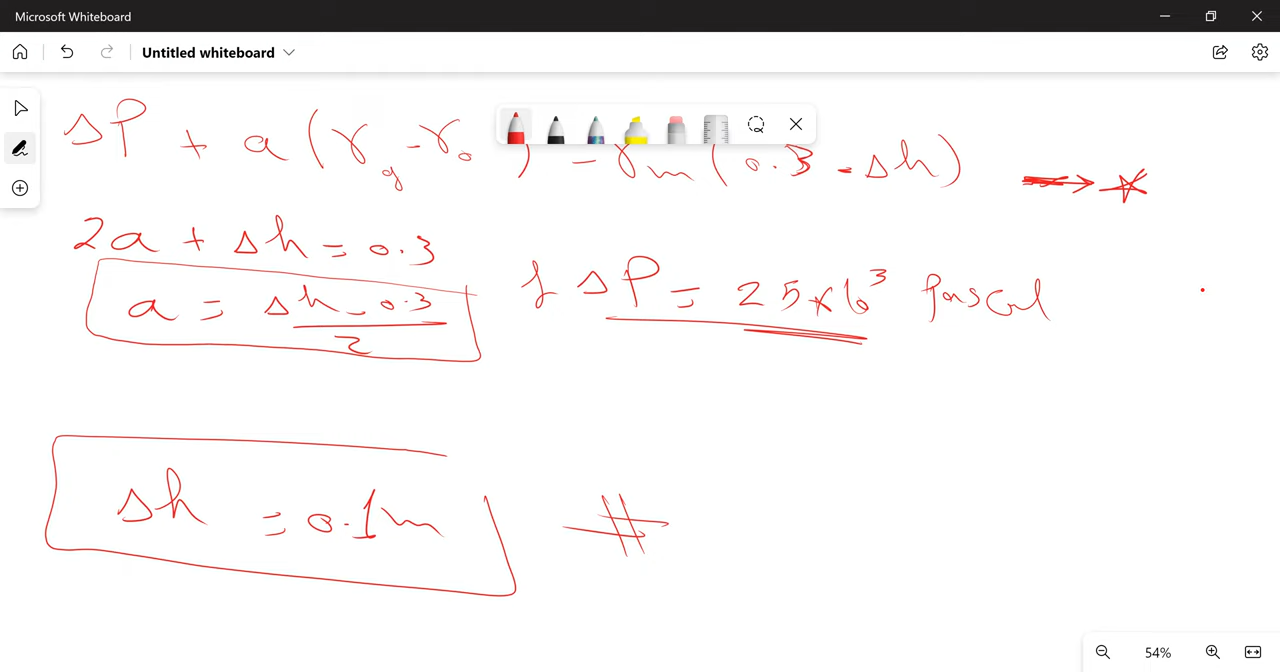 Microsoft Whiteboard
Untitled whiteboard
ΔP + a(γg - γo ) - γm(0.3 - Δh) → *
2a + Δh = 0.3
a = (Δh - 0.3)/2
& ΔP = 25*10³ Pascal
Δh = 0.1m #
54%